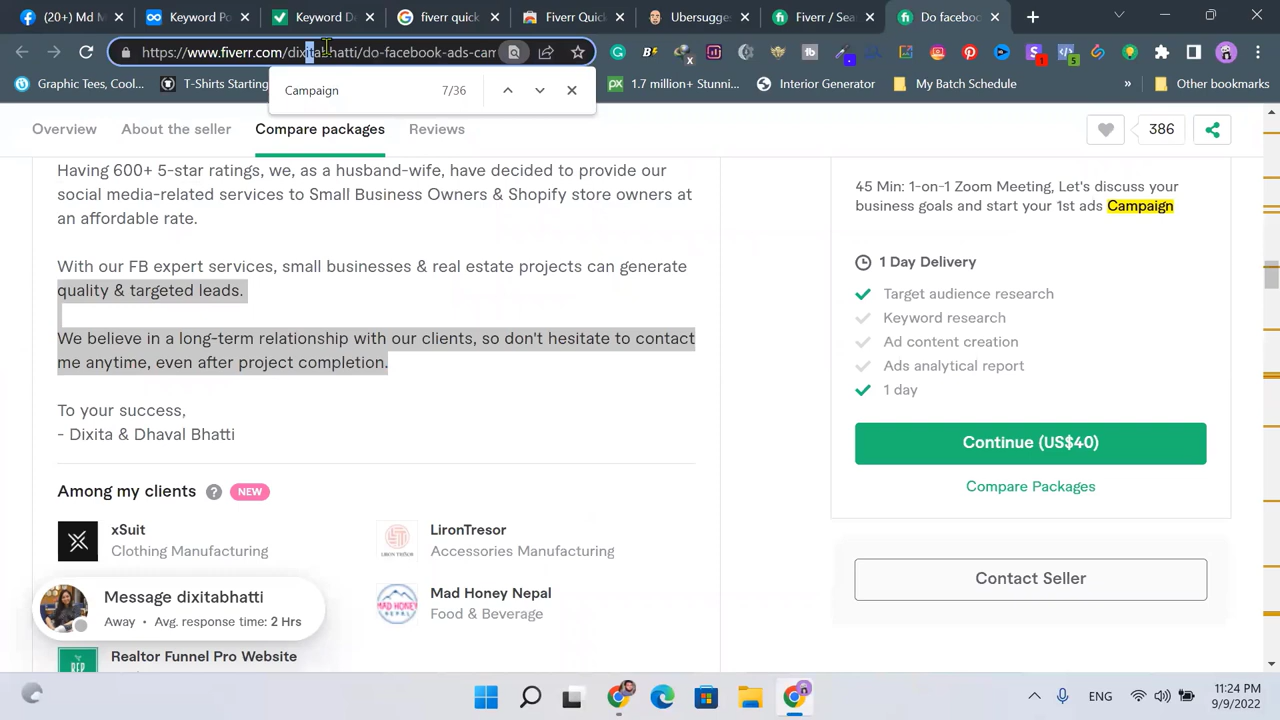 (20+) Md M
Keyword Po
Keyword D
fiverr quick
Fiverr Quick
Ubersugges
Fiverr / Sea
Do facebook
https://www.fiverr.com/dixitabhatti/do-facebook-ads-cam
Graphic Tees, Cool...
T-Shirts Starting
1.7 million+ Stunn...
Interior Generator
My Batch Schedule
»
Other bookmarks
Campaign 7/36
Overview About the seller Compare packages Reviews
386
Having 600+ 5-star ratings, we, as a husband-wife, have decided to provide our
social media-related services to Small Business Owners & Shopify store owners at
an affordable rate.
With our FB expert services, small businesses & real estate projects can generate
quality & targeted leads.
We believe in a long-term relationship with our clients, so don't hesitate to contact
me anytime, even after project completion.
To your success,
- Dixita & Dhaval Bhatti
Among my clients ? NEW
xSuit
Clothing Manufacturing
LironTresor
Accessories Manufacturing
Mad Honey Nepal
Food & Beverage
Message dixitabhatti
Away • Avg. response time: 2 Hrs
Realtor Funnel Pro Website
45 Min: 1-on-1 Zoom Meeting, Let's discuss your
business goals and start your 1st ads Campaign
1 Day Delivery
Target audience research
Keyword research
Ad content creation
Ads analytical report
1 day
Continue (US$40)
Compare Packages
Contact Seller
ENG
11:24 PM
9/9/2022